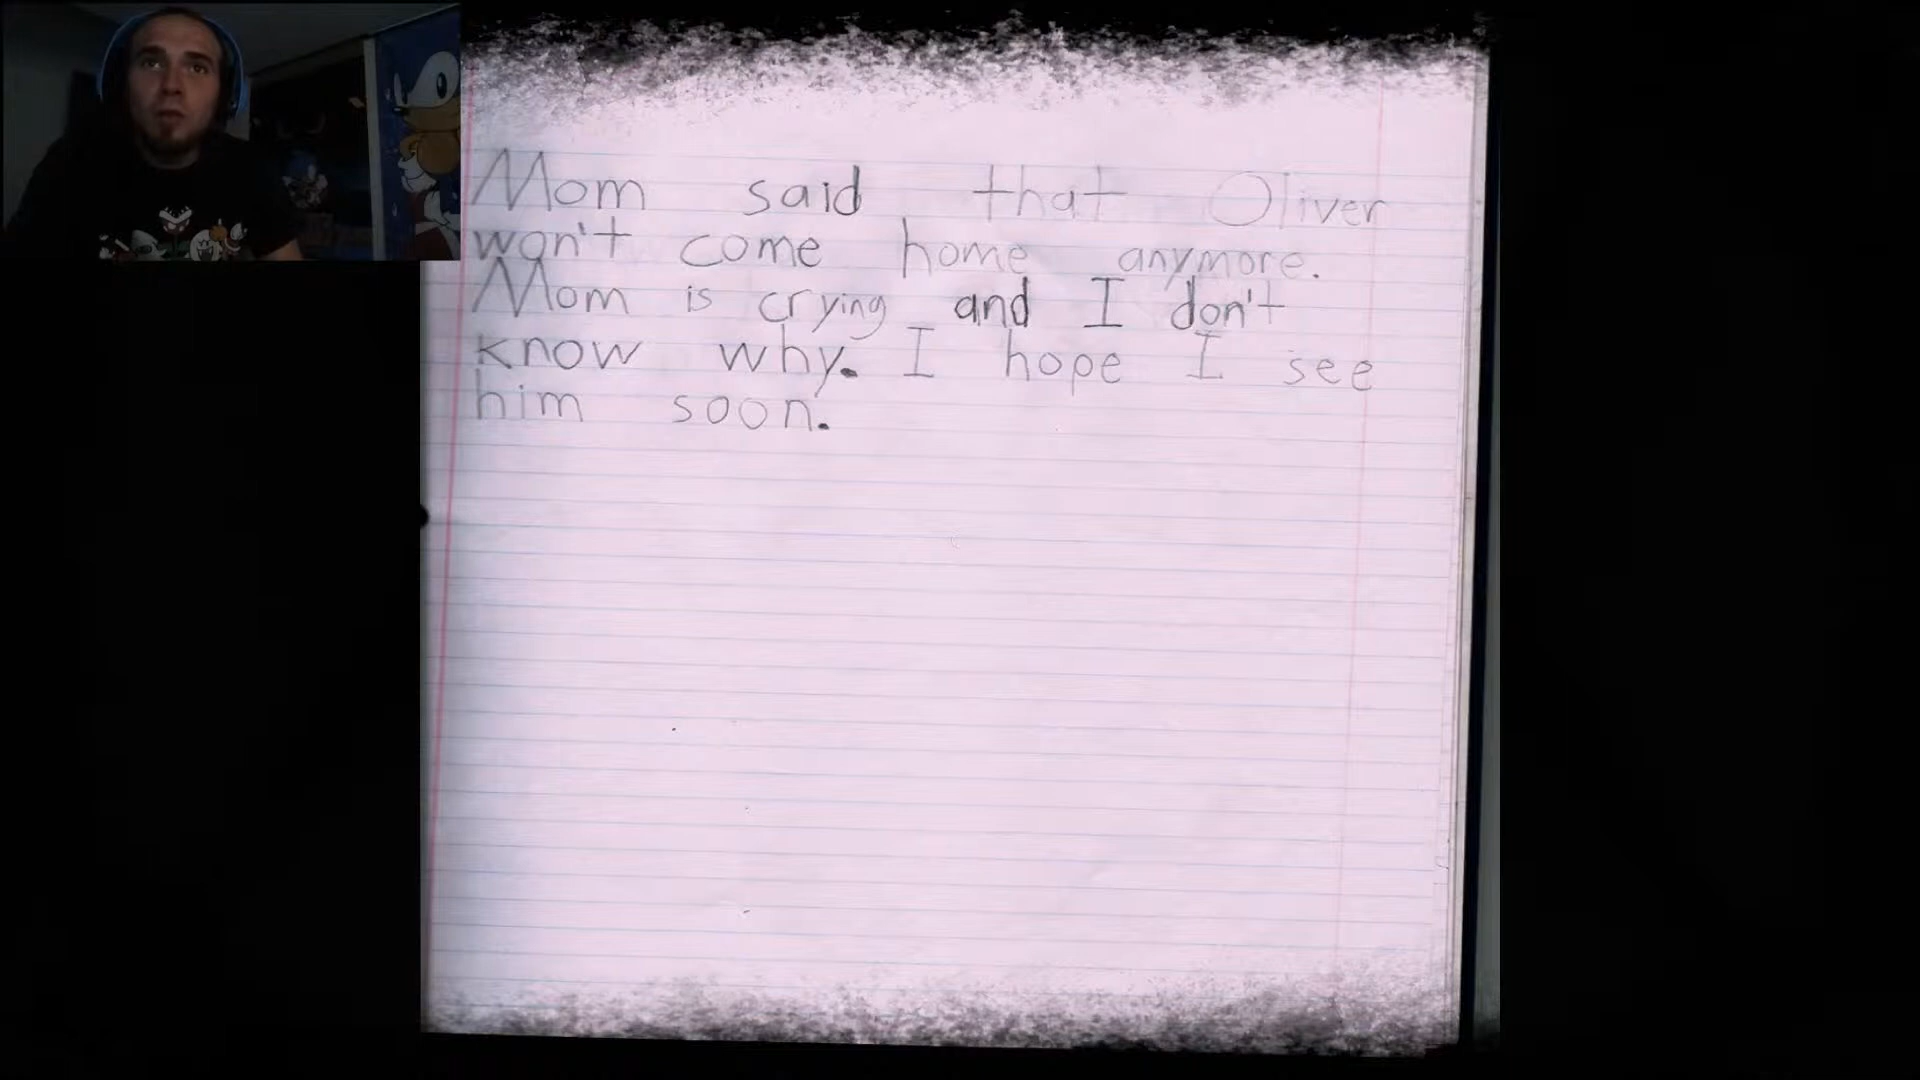 Mom said that Oliver
won't come home anymore.
Mom is crying and I don't
know why. I hope I see
him soon.